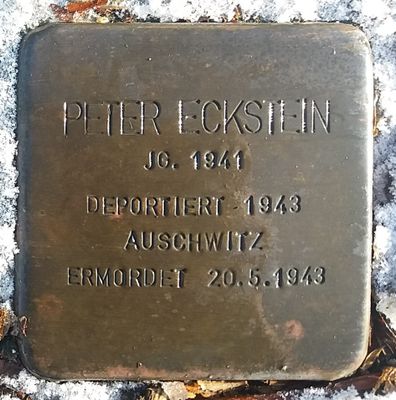 PETER ECKSTEIN
JG. 1941
DEPORTIERT 1943
AUSCHWITZ
ERMORDET 20.5.1943